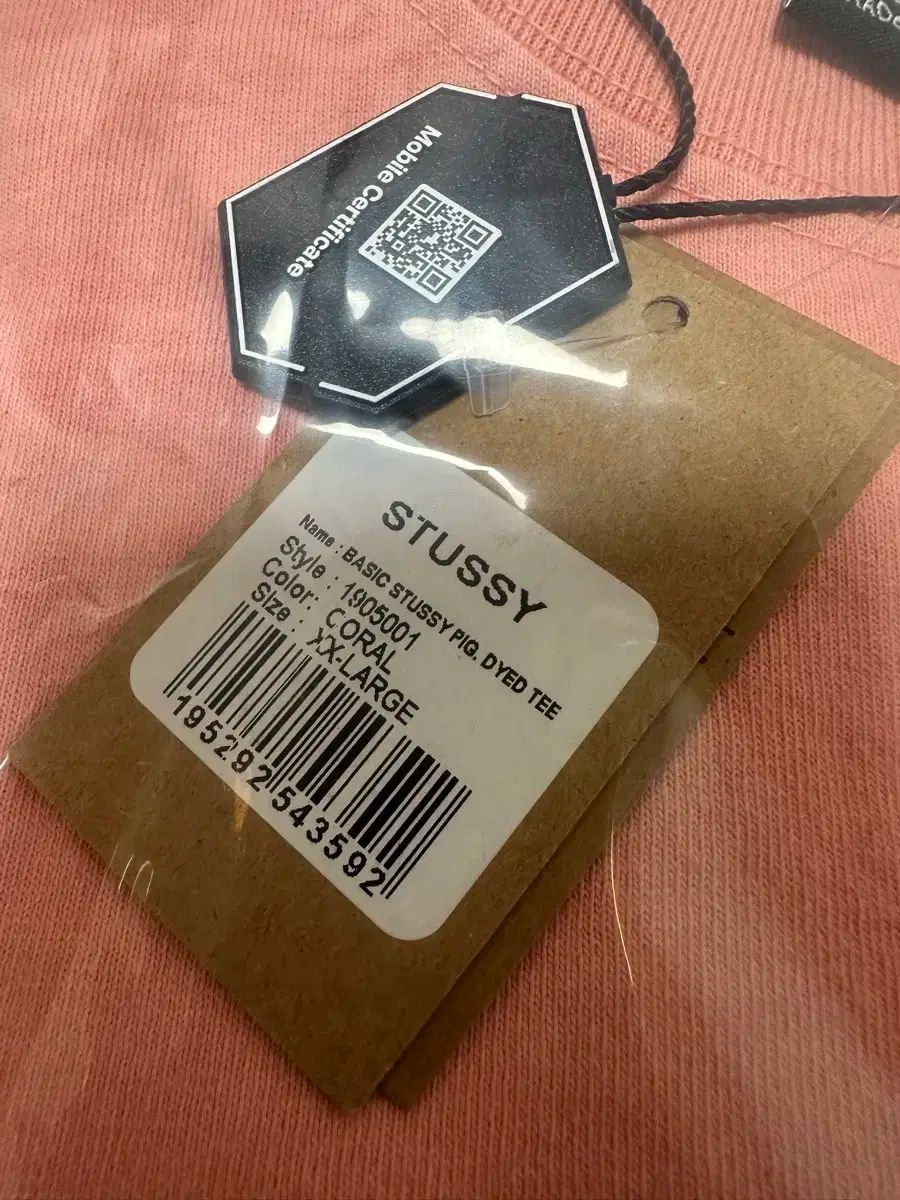 Mobile Certificate
STUSSY
Name : BASIC STUSSY PIG. DYED TEE
Style : 1905001
Color: CORAL
Size : XX-LARGE
195292543592